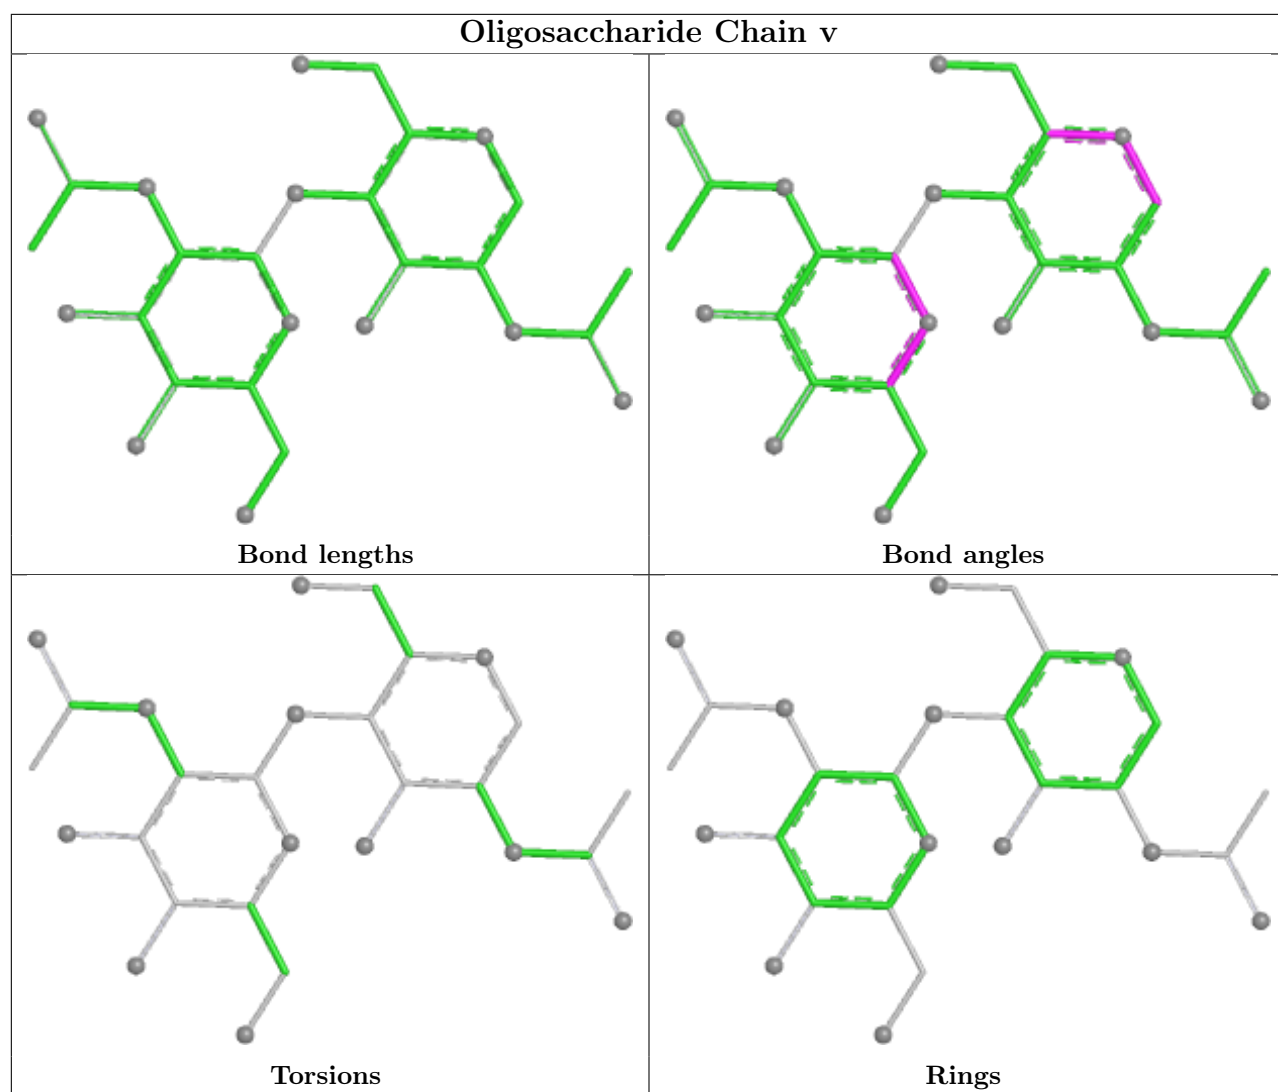 Oligosaccharide Chain v
Bond lengths
Bond angles
Torsions
Rings